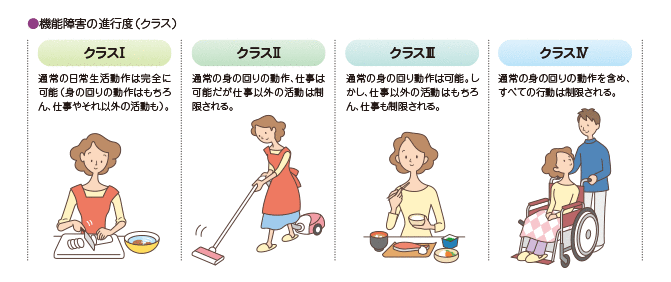 ●機能障害の進行度（クラス）
クラスⅠ
通常の日常生活動作は完全に
可能（身の回りの動作はもちろ
ん、仕事やそれ以外の活動も）。
クラスⅡ
通常の身の回りの動作、仕事は
可能だが仕事以外の活動は制
限される。
クラスⅢ
通常の身の回り動作は可能。し
かし、仕事以外の活動はもちろ
ん、仕事も制限される。
クラスⅣ
通常の身の回りの動作を含め、
すべての行動は制限される。